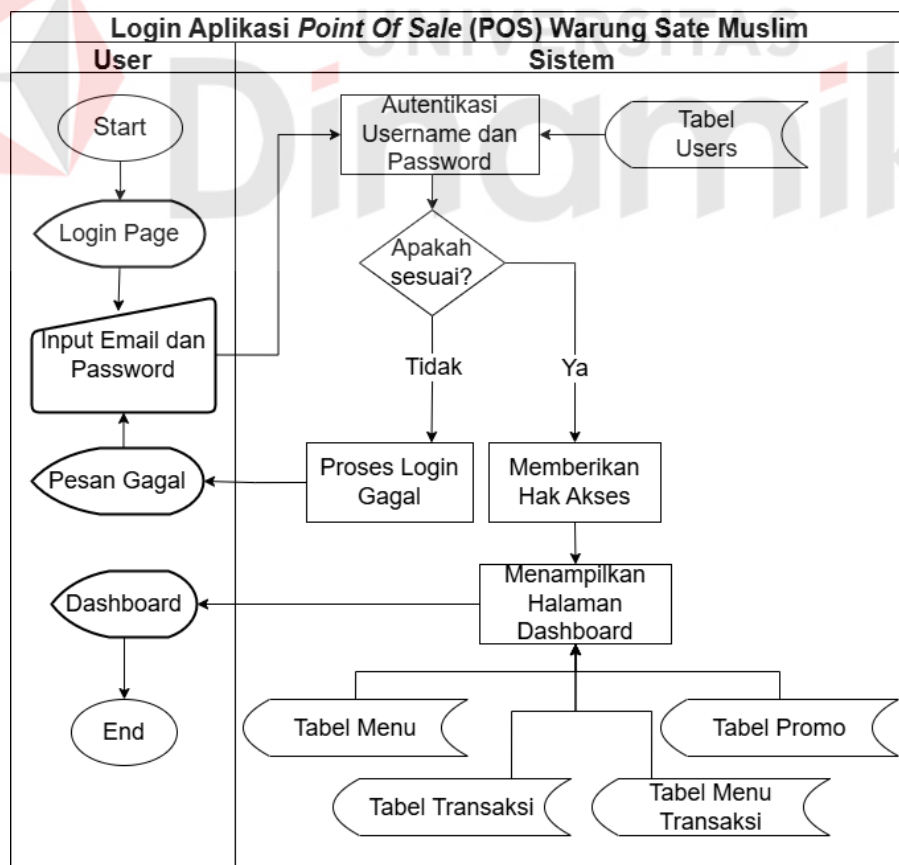 UNIVERSITAS
Dinamik
Login Aplikasi Point Of Sale (POS) Warung Sate Muslim
User
Sistem
Start
Autentikasi
Username dan
Password
Tabel
Users
Login Page
Apakah
sesuai?
Input Email dan
Password
Tidak
Ya
Pesan Gagal
Proses Login
Gagal
Memberikan
Hak Akses
Dashboard
Menampilkan
Halaman
Dashboard
End
Tabel Menu
Tabel Promo
Tabel Transaksi
Tabel Menu
Transaksi